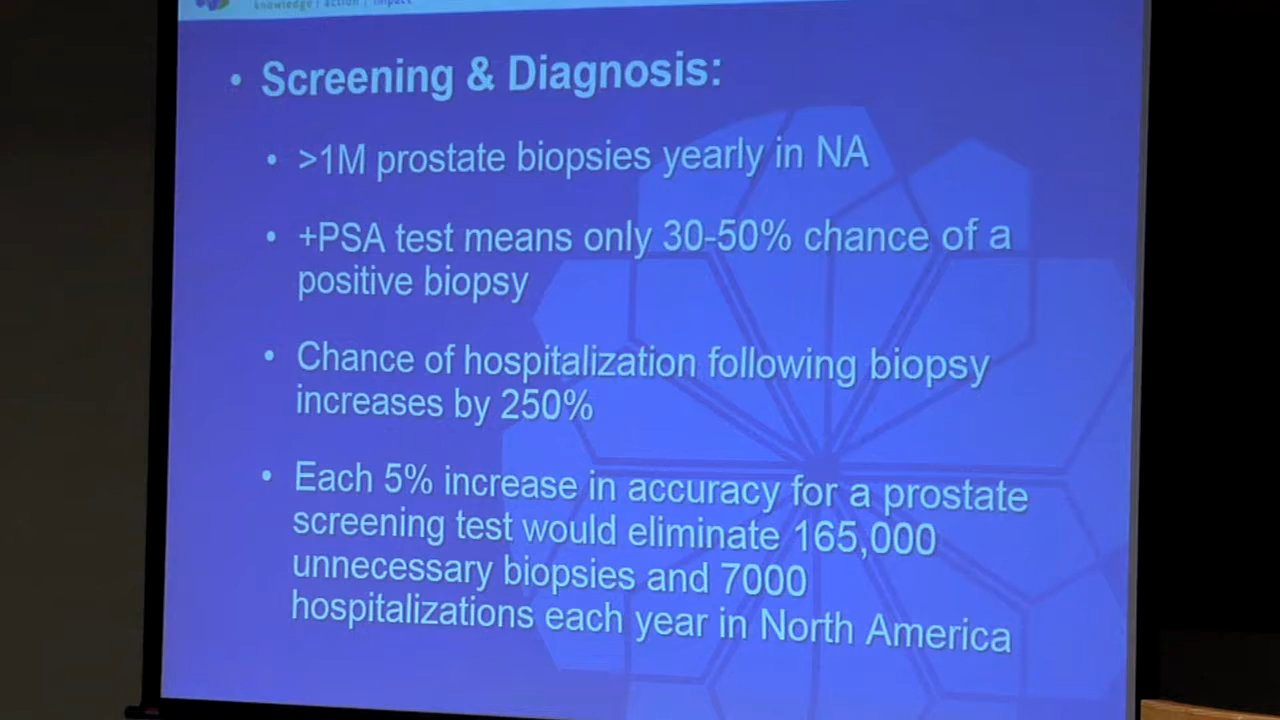 knowledge | action | impact
• Screening & Diagnosis:
• >1M prostate biopsies yearly in NA
• +PSA test means only 30-50% chance of a
positive biopsy
• Chance of hospitalization following biopsy
increases by 250%
• Each 5% increase in accuracy for a prostate
screening test would eliminate 165,000
unnecessary biopsies and 7000
hospitalizations each year in North America